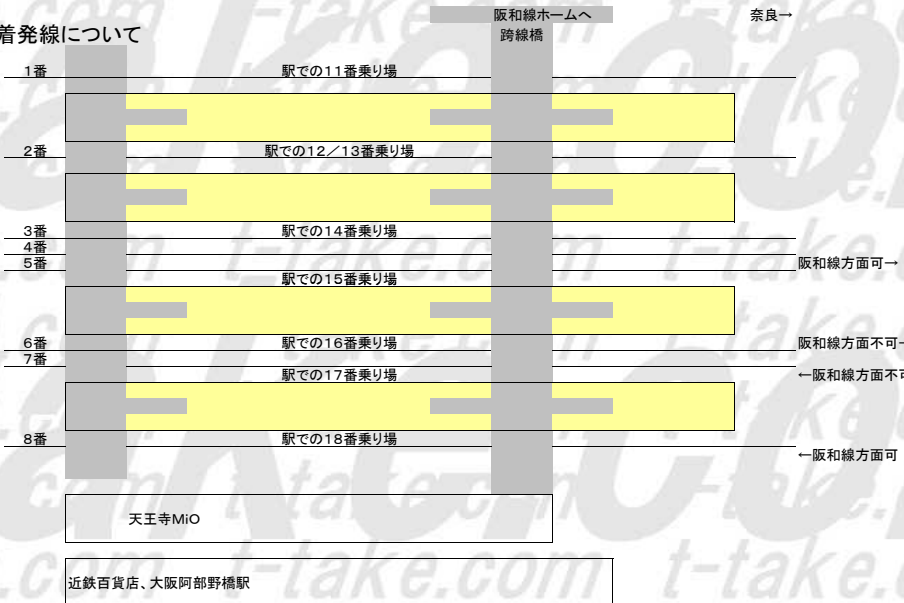 阪和線ホームへ
奈良→
着発線について
跨線橋
1番
駅での11番乗り場
2番
駅での12／13番乗り場
3番
駅での14番乗り場
4番
5番
阪和線方面可→
駅での15番乗り場
6番
駅での16番乗り場
阪和線方面不可→
7番
駅での17番乗り場
←阪和線方面不可
8番
駅での18番乗り場
←阪和線方面可
天王寺MiO
近鉄百貨店、大阪阿部野橋駅
t-take.com